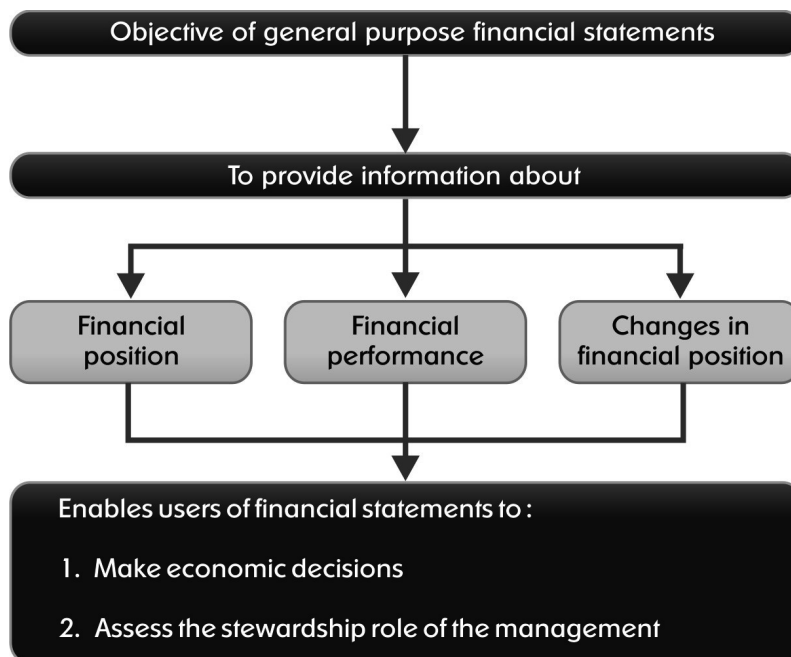 Objective of general purpose financial statements
To provide information about
Financial
position
Financial
performance
Changes in
financial position
Enables users of financial statements to :
1. Make economic decisions
2. Assess the stewardship role of the management